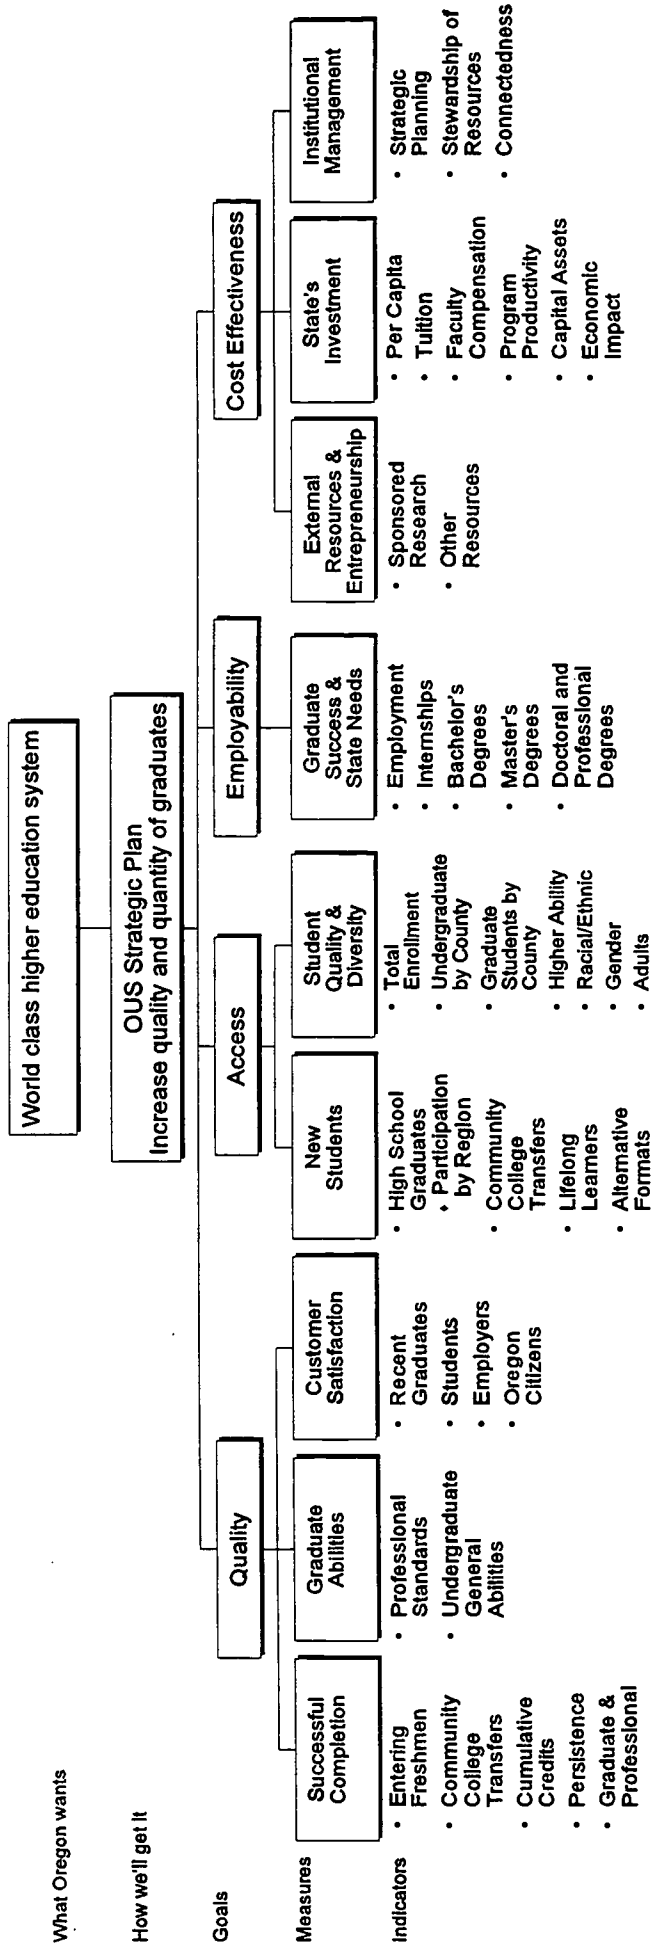 What Oregon wants
World class higher education system
How we'll get it
OUS Strategic Plan
Increase quality and quantity of graduates
Goals
Quality
Access
Employability
Cost Effectiveness
Measures
Successful
Completion
Graduate
Abilities
Customer
Satisfaction
New
Students
Student
Quality &
Diversity
Graduate
Success &
State Needs
External
Resources &
Entrepreneurship
State's
Investment
Institutional
Management
Indicators
• Entering
Freshmen
• Community
College
Transfers
• Cumulative
Credits
• Persistence
• Graduate &
Professional
• Professional
Standards
• Undergraduate
General
Abilities
• Recent
Graduates
• Students
• Employers
• Oregon
Citizens
• High School
Graduates
♦ Participation
by Region
• Community
College
Transfers
• Lifelong
Learners
• Alternative
Formats
• Total
Enrollment
• Undergraduate
by County
• Graduate
Students by
County
• Higher Ability
• Racial/Ethnic
• Gender
• Adults
• Employment
• Internships
• Bachelor's
Degrees
• Master's
Degrees
• Doctoral and
Professional
Degrees
• Sponsored
Research
• Other
Resources
• Per Capita
• Tuition
• Faculty
Compensation
• Program
Productivity
• Capital Assets
• Economic
Impact
• Strategic
Planning
• Stewardship of
Resources
• Connectedness